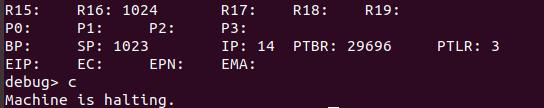 R15: R16: 1024 R17: R18: R19:
P0: P1: P2: P3:
BP: SP: 1023 IP: 14 PTBR: 29696 PTLR: 3
EIP: EC: EPN: EMA:
debug> c
Machine is halting.